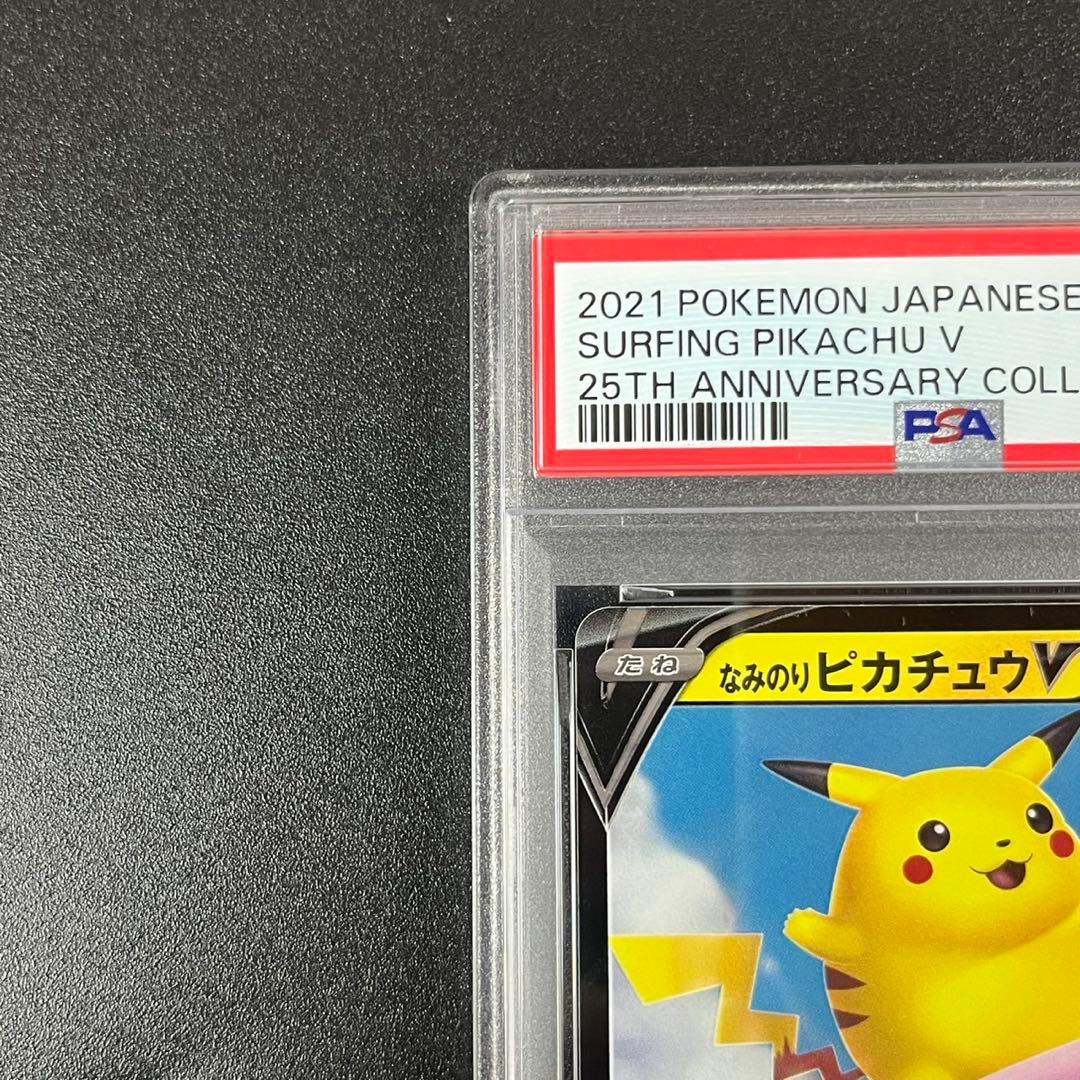 2021 POKEMON JAPANESE
SURFING PIKACHU V
25TH ANNIVERSARY COLL
PSA
たね
なみのりピカチュウV